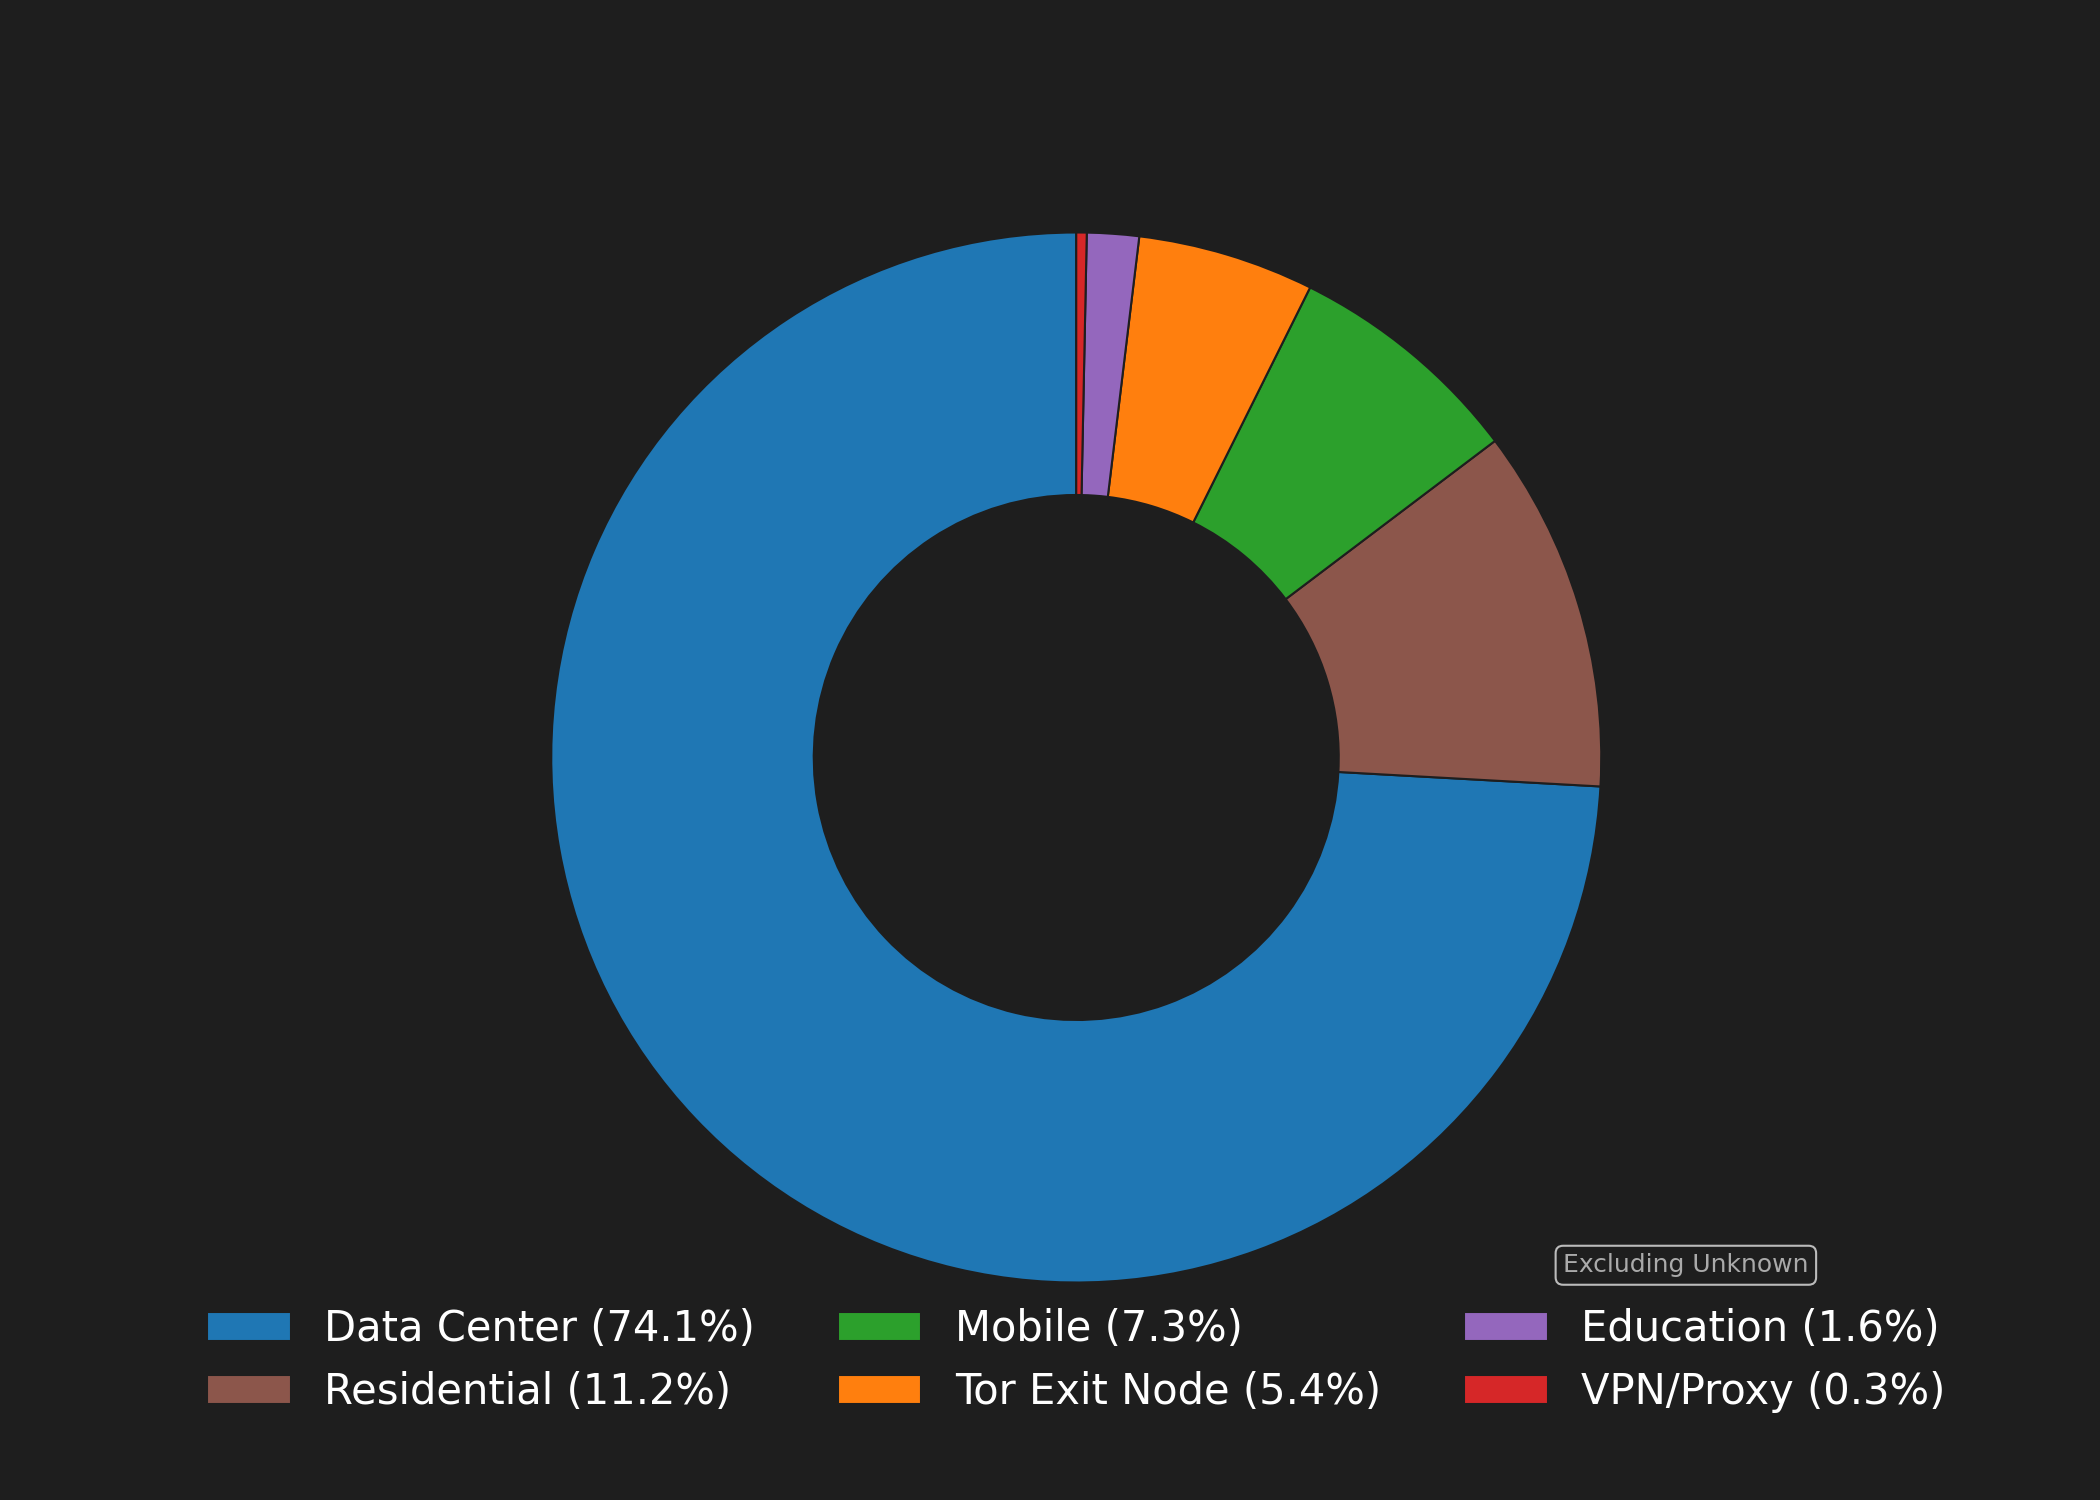 Excluding Unknown
Data Center (74.1%)
Mobile (7.3%)
Education (1.6%)
Residential (11.2%)
Tor Exit Node (5.4%)
VPN/Proxy (0.3%)